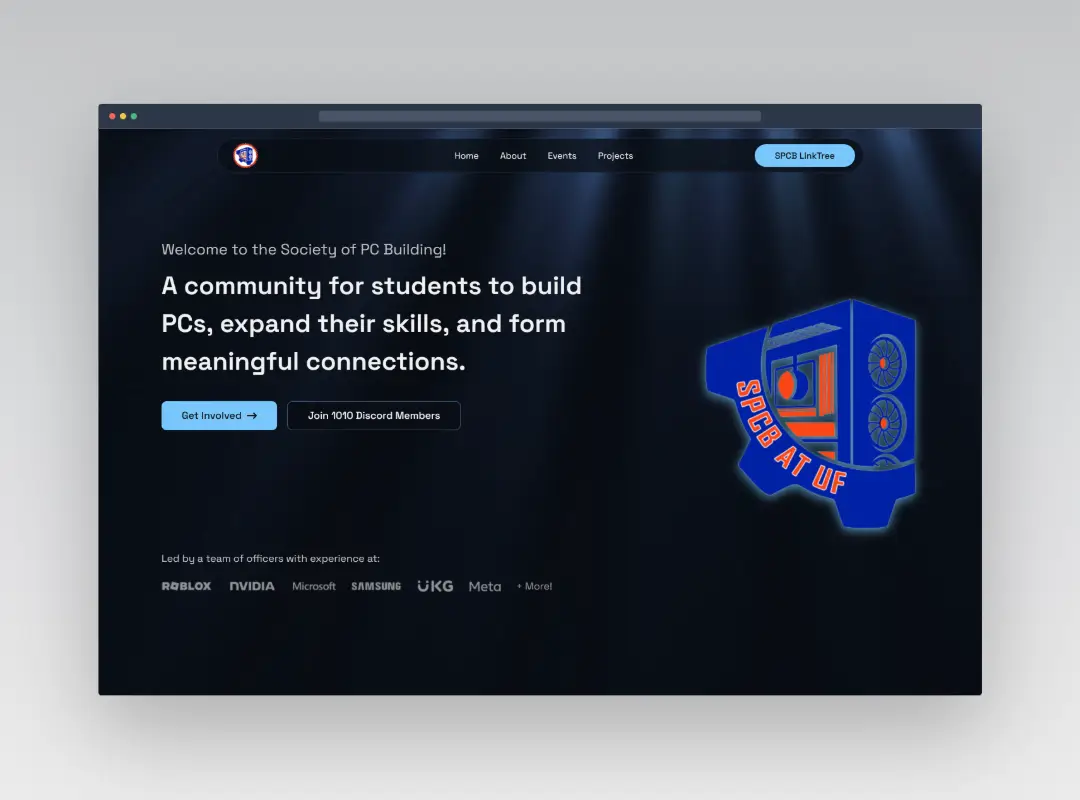 Home About Events Projects SPCB LinkTree
Welcome to the Society of PC Building!
A community for students to build
PCs, expand their skills, and form
meaningful connections.
Get Involved → Join 1010 Discord Members
SPCB AT UF
Led by a team of officers with experience at:
ROBLOX NVIDIA Microsoft SAMSUNG UKG Meta + More!